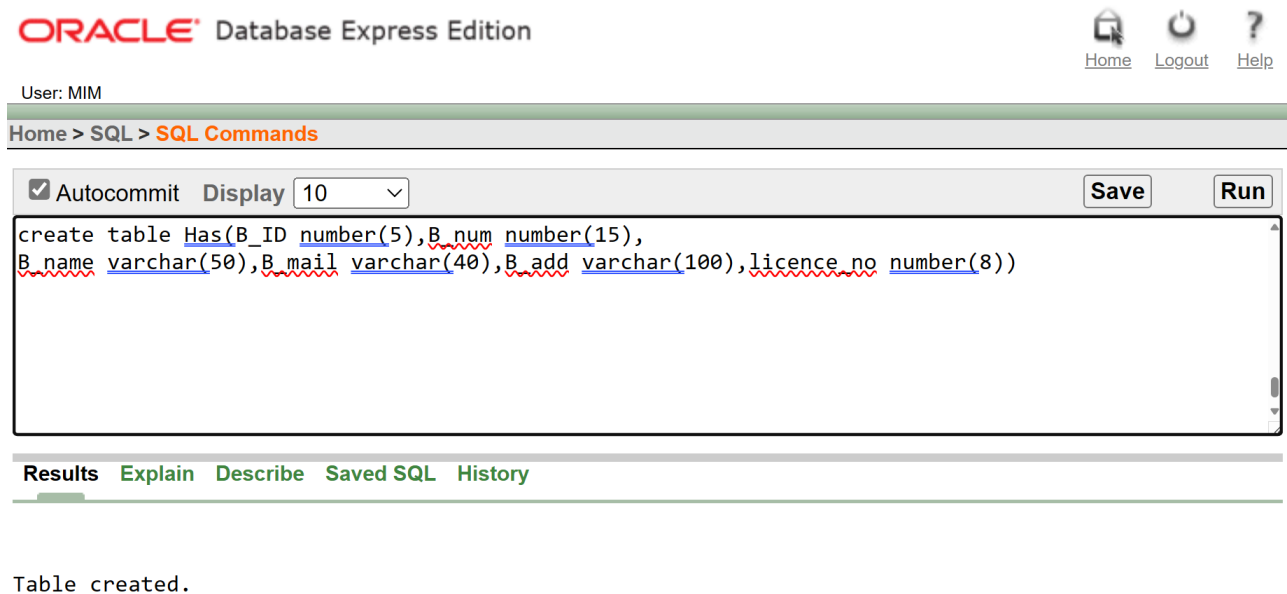 ORACLE Database Express Edition
Home Logout Help
User: MIM
Home > SQL > SQL Commands
Autocommit Display 10 Save Run
create table Has(B_ID number(5),B_num number(15),
B_name varchar(50),B_mail varchar(40),B_add varchar(100),licence_no number(8))
Results Explain Describe Saved SQL History
Table created.